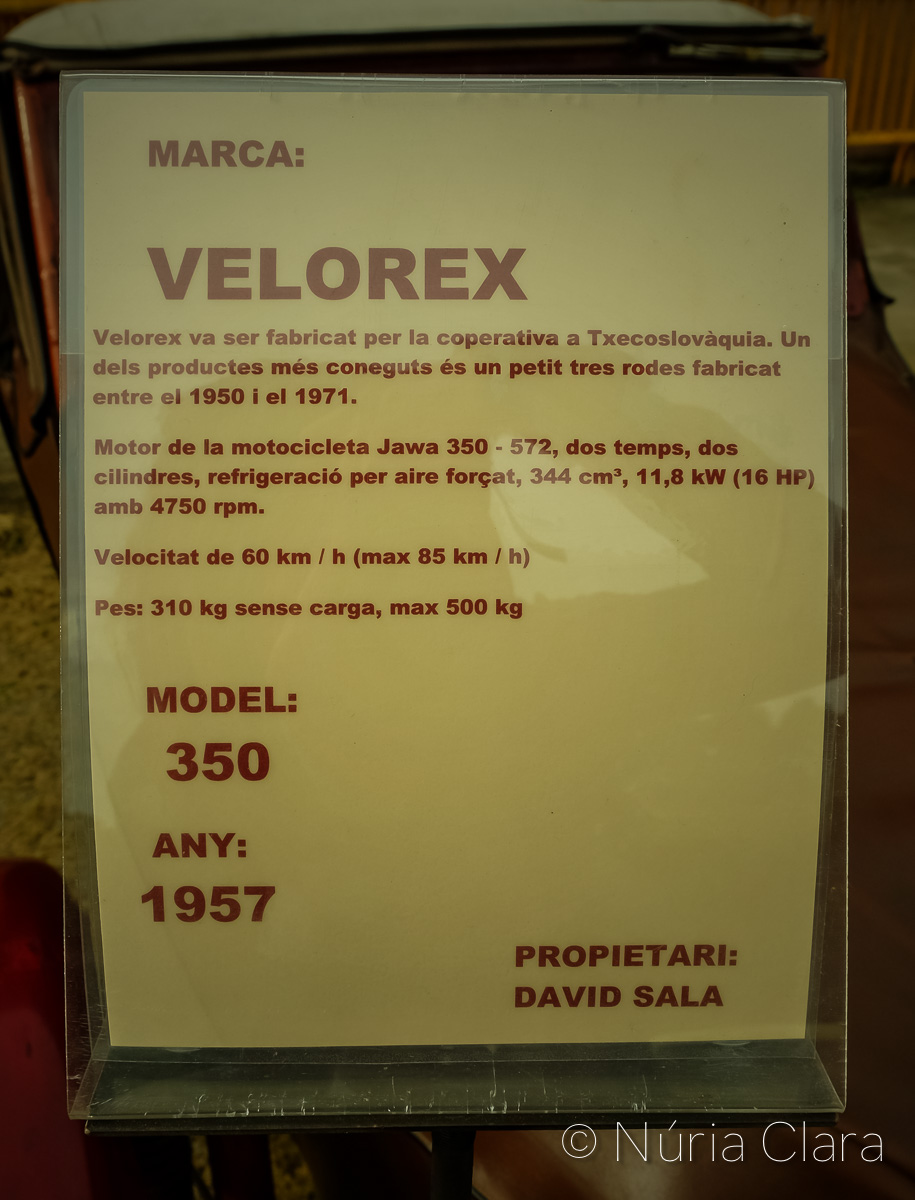 MARCA:
VELOREX
Velorex va ser fabricat per la coperativa a Txecoslovàquia. Un
dels productes més coneguts és un petit tres rodes fabricat
entre el 1950 i el 1971.
Motor de la motocicleta Jawa 350 - 572, dos temps, dos
cilindres, refrigeració per aire forçat, 344 cm³, 11,8 kW (16 HP)
amb 4750 rpm.
Velocitat de 60 km / h (max 85 km / h)
Pes: 310 kg sense carga, max 500 kg
MODEL:
350
ANY:
1957
PROPIETARI:
DAVID SALA
© Núria Clara